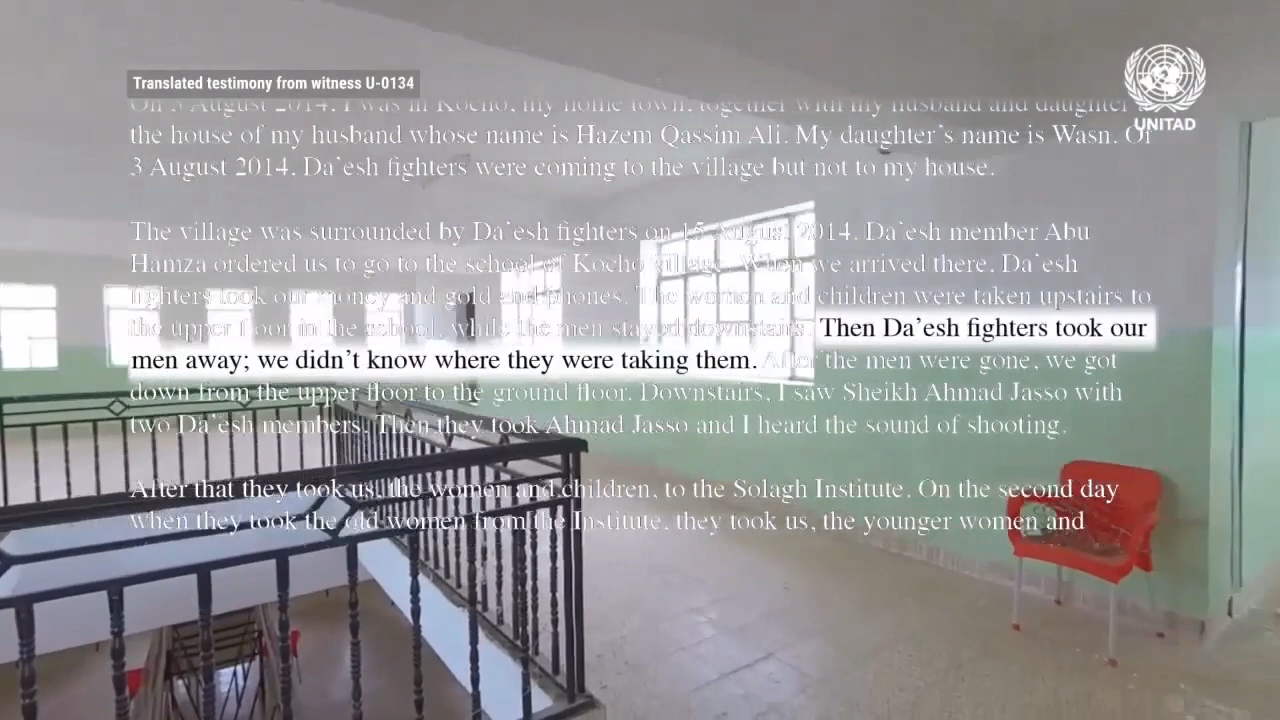 Translated testimony from witness U-0134
UNITAD
On 3 August 2014, I was in Kocho, my home town, together with my husband and daughter
the house of my husband whose name is Hazem Qassim Ali. My daughter's name is Wasn. On
3 August 2014, Da'esh fighters were coming to the village but not to my house.
The village was surrounded by Da'esh fighters on 15 August 2014. Da'esh member Abu
Hamza ordered us to go to the school of Kocho village. When we arrived there, Da'esh
fighters took our money and gold and phones. The women and children were taken upstairs to
the upper floor in the school, while the men stayed downstairs. Then Da'esh fighters took our
men away; we didn't know where they were taking them. After the men were gone, we got
down from the upper floor to the ground floor. Downstairs, I saw Sheikh Ahmad Jasso with
two Da'esh members. Then they took Ahmad Jasso and I heard the sound of shooting.
After that they took us, the women and children, to the Solagh Institute. On the second day
when they took the old women from the Institute, they took us, the younger women and